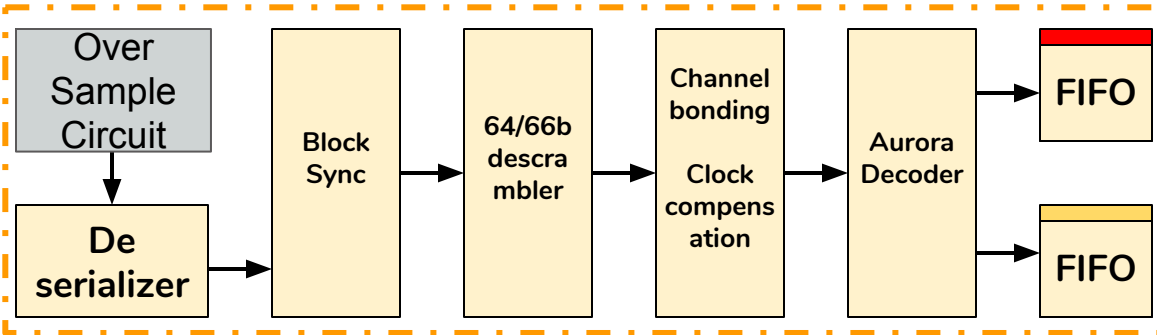 Over
Sample
Circuit
De
serializer
Block
Sync
64/66b
descra
mbler
Channel
bonding
Clock
compens
ation
Aurora
Decoder
FIFO
FIFO